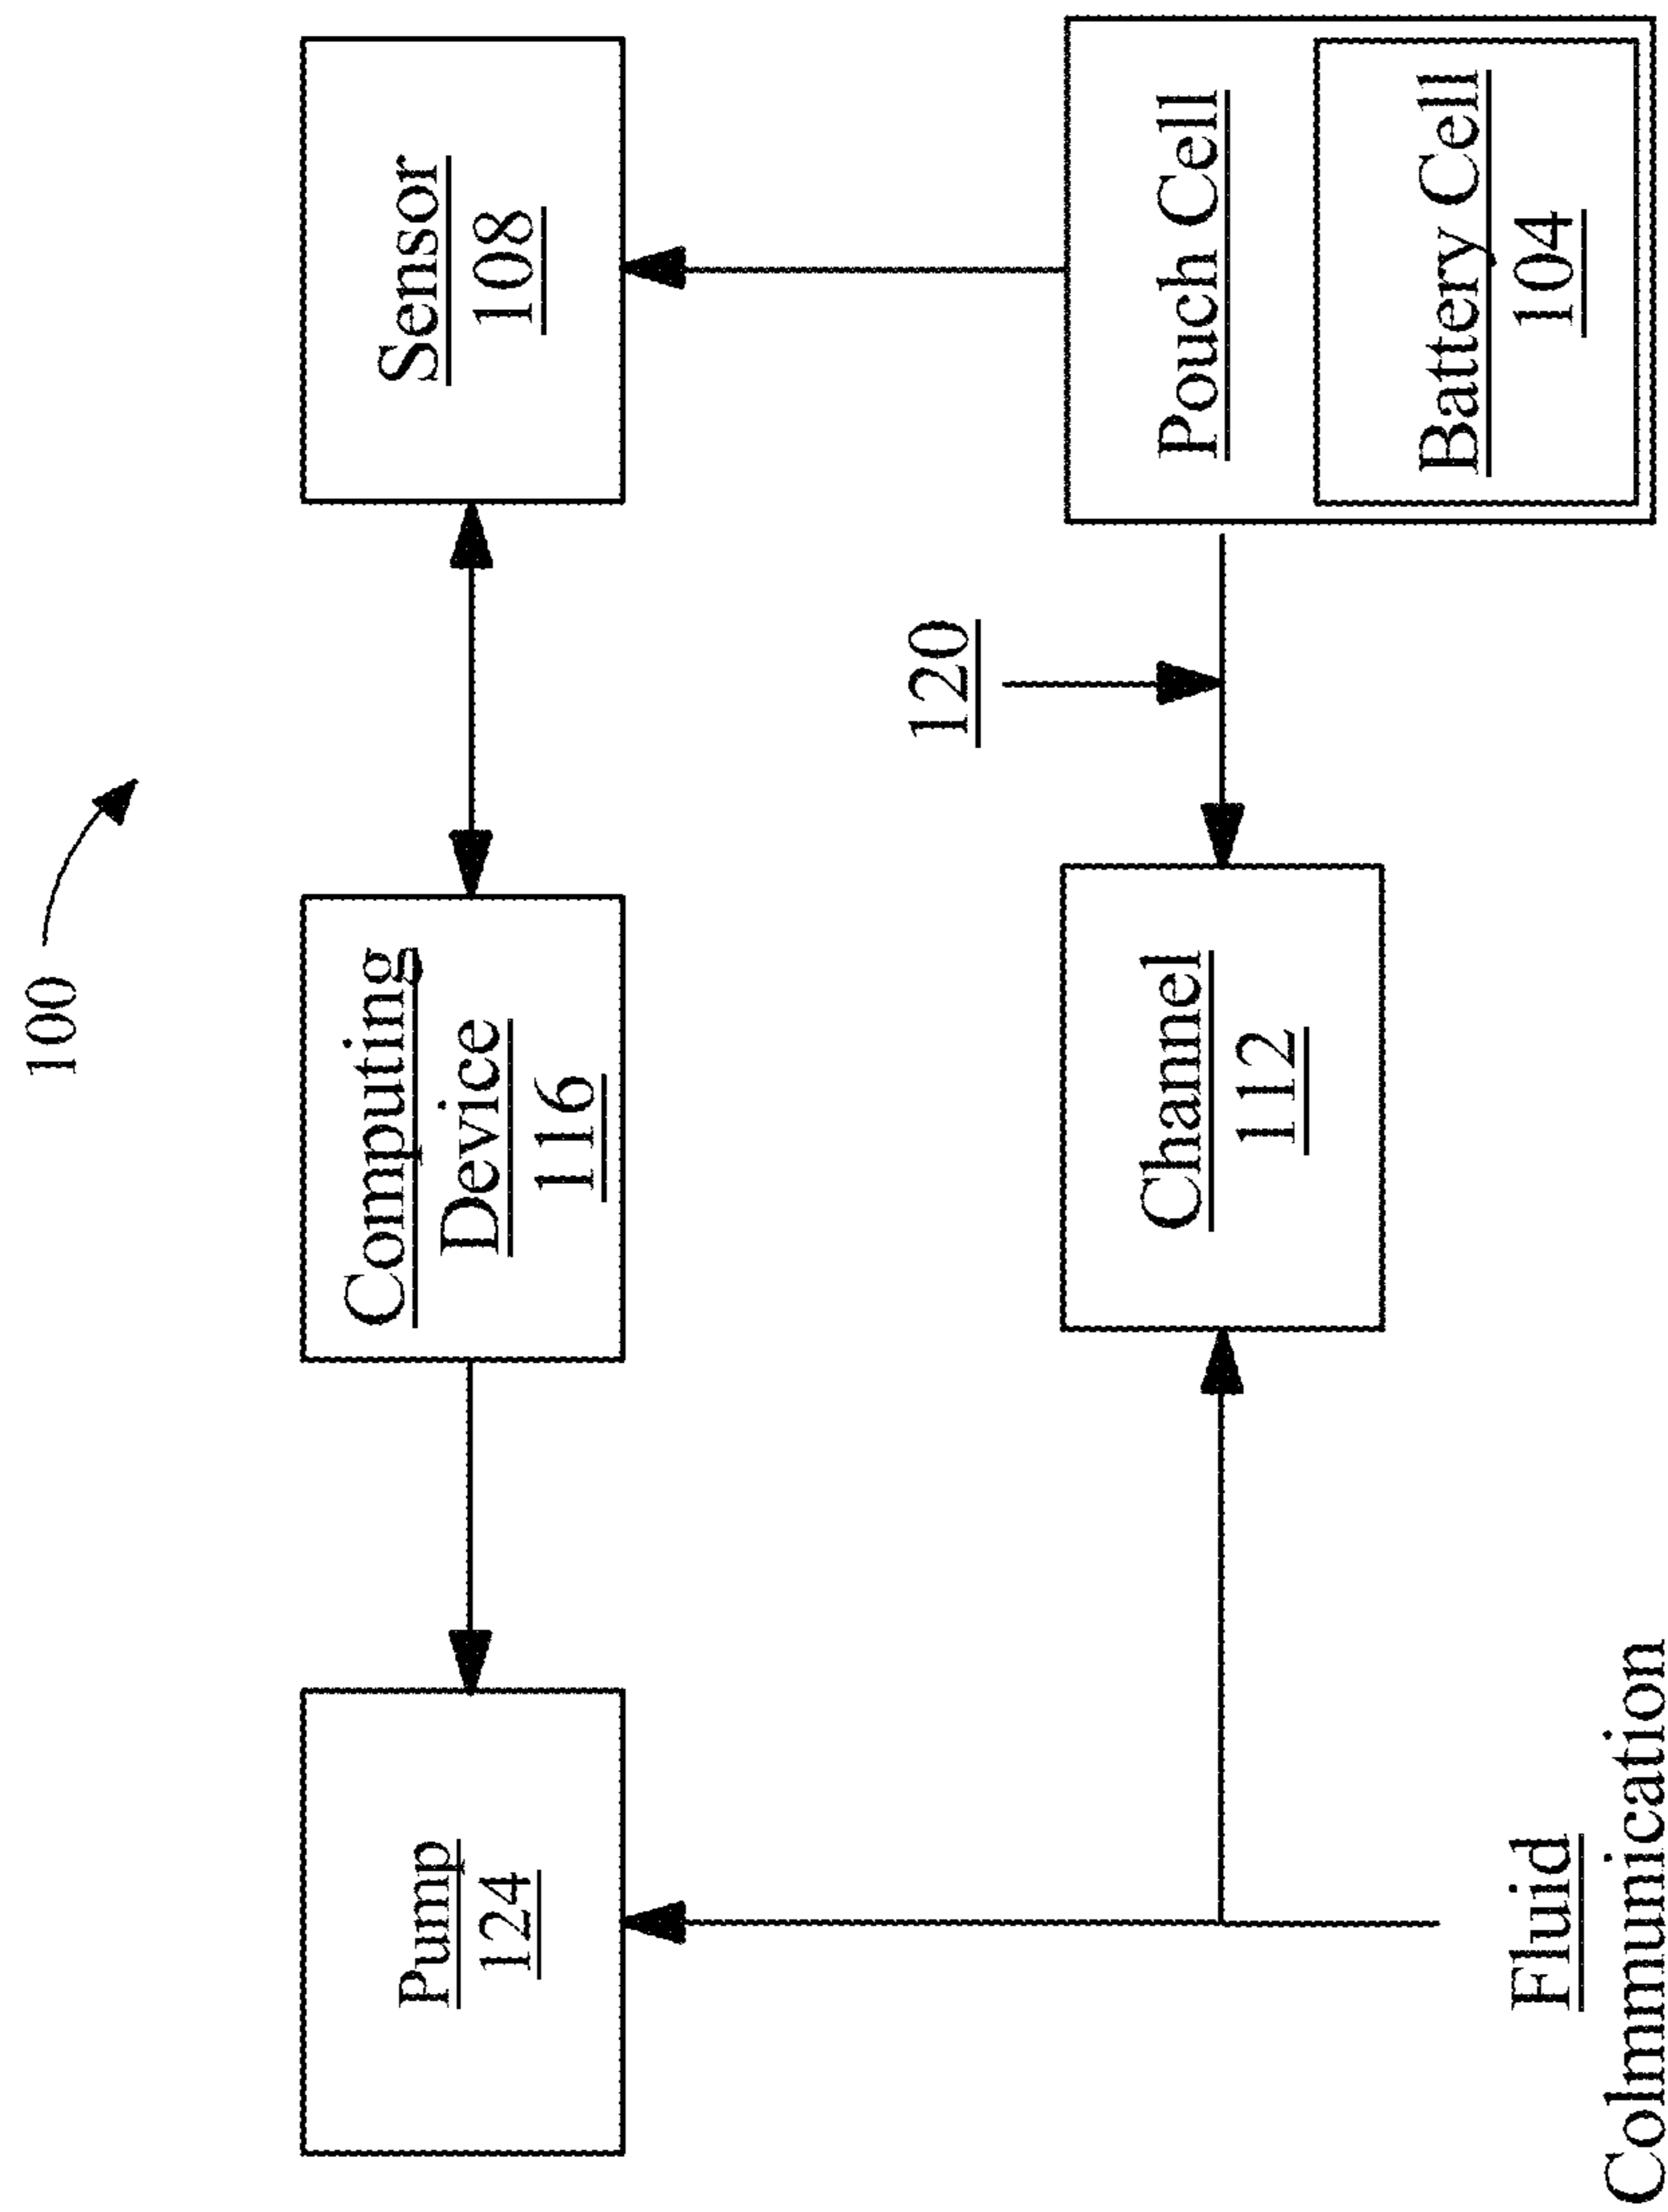 100
Pump
124
Computing
Device
116
Sensor
108
120
Channel
112
Pouch Cell
Battery Cell
104
Fluid
Colmmunication